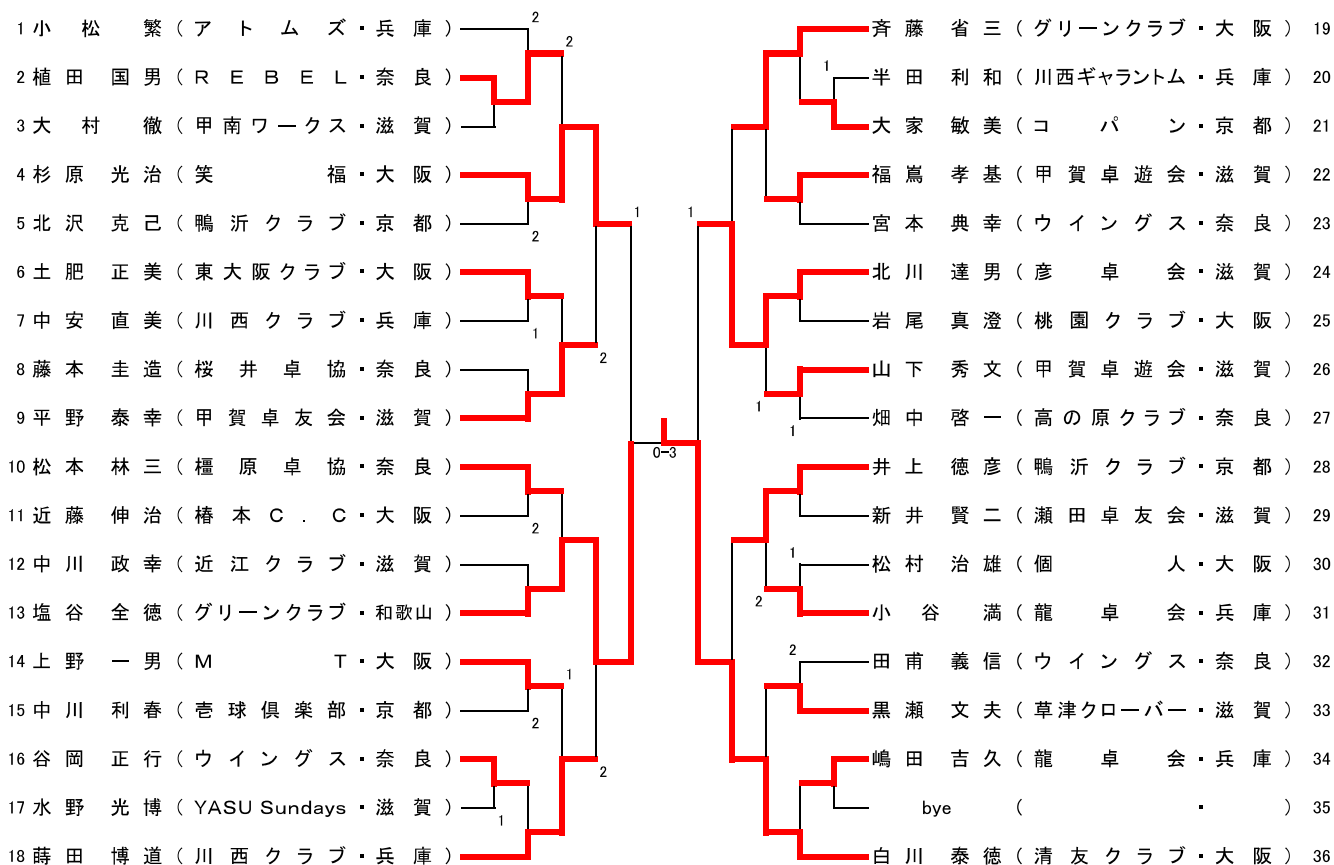 1 小松 繁 (アトムズ・兵庫)
2 植田 国男 (REBEL・奈良)
3 大村 徹 (甲南ワークス・滋賀)
4 杉原 光治 (笑福・大阪)
5 北沢 克己 (鴨沂クラブ・京都)
6 土肥 正美 (東大阪クラブ・大阪)
7 中安 直美 (川西クラブ・兵庫)
8 藤本 圭造 (桜井卓協・奈良)
9 平野 泰幸 (甲賀卓友会・滋賀)
10 松本 林三 (橿原卓協・奈良)
11 近藤 伸治 (椿本C.C・大阪)
12 中川 政幸 (近江クラブ・滋賀)
13 塩谷 全徳 (グリーンクラブ・和歌山)
14 上野 一男 (MT・大阪)
15 中川 利春 (壱球倶楽部・京都)
16 谷岡 正行 (ウイングス・奈良)
17 水野 光博 (YASU Sundays・滋賀)
18 蒔田 博道 (川西クラブ・兵庫)
2
2
2
1
2
1
2
1
2
2
1
0-3
1
1
1
1
1
2
2
斉藤 省三 (グリーンクラブ・大阪) 19
半田 利和 (川西ギャラントム・兵庫) 20
大家 敏美 (コパン・京都) 21
福嶌 孝基 (甲賀卓遊会・滋賀) 22
宮本 典幸 (ウイングス・奈良) 23
北川 達男 (彦卓会・滋賀) 24
岩尾 真澄 (桃園クラブ・大阪) 25
山下 秀文 (甲賀卓遊会・滋賀) 26
畑中 啓一 (高の原クラブ・奈良) 27
井上 徳彦 (鴨沂クラブ・京都) 28
新井 賢二 (瀬田卓友会・滋賀) 29
松村 治雄 (個人・大阪) 30
小谷 満 (龍卓会・兵庫) 31
田甫 義信 (ウイングス・奈良) 32
黒瀬 文夫 (草津クローバー・滋賀) 33
嶋田 吉久 (龍卓会・兵庫) 34
bye (・) 35
白川 泰徳 (清友クラブ・大阪) 36